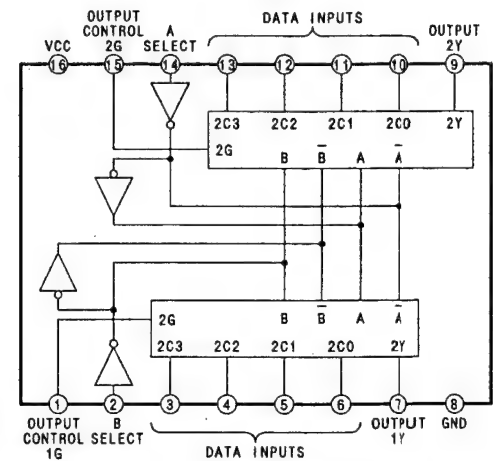 OUTPUT CONTROL 2G
A SELECT
DATA INPUTS
OUTPUT 2Y
VCC
16 15 14 13 12 11 10 9
2C3 2C2 2C1 2C0 2Y
2G
B B̅ A A̅
2G B B̅ A A̅
2C3 2C2 2C1 2C0 2Y
1 2 3 4 5 6 7 8
OUTPUT CONTROL 1G
B SELECT
DATA INPUTS
OUTPUT 1Y
GND